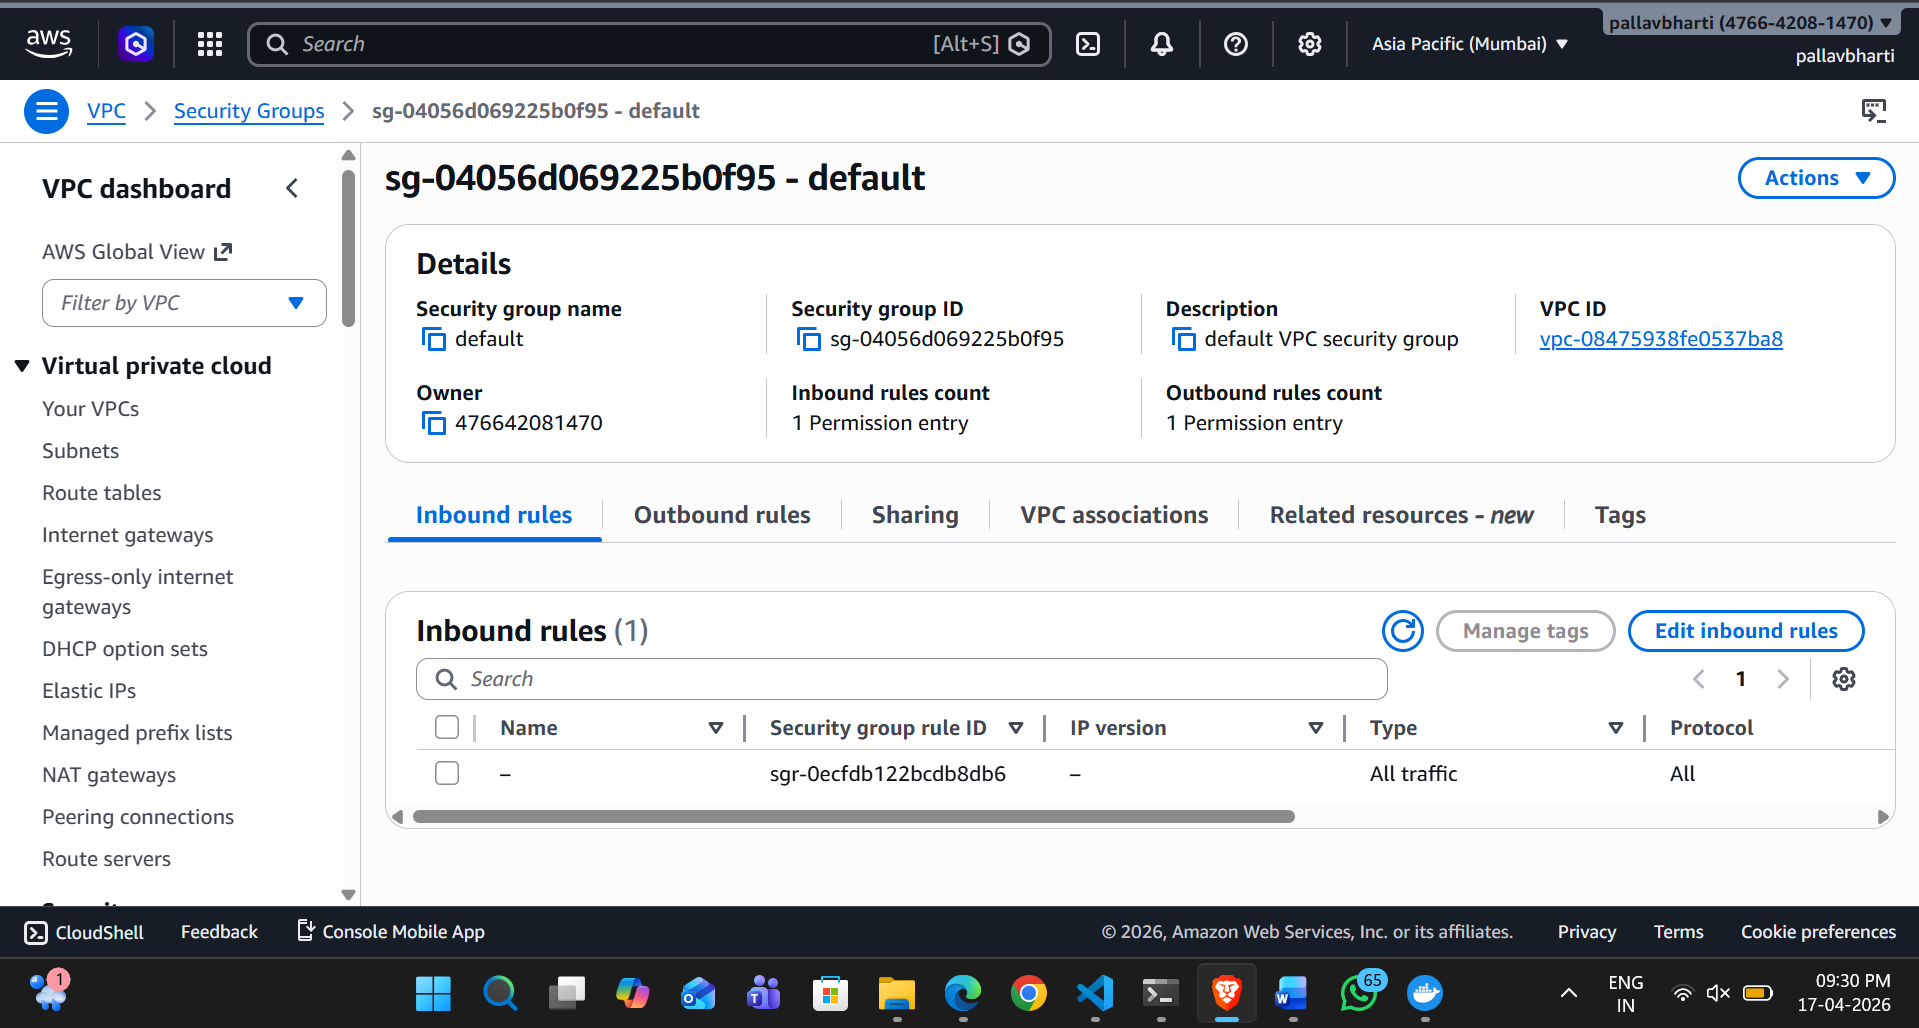 aws
Search
[Alt+S]
Asia Pacific (Mumbai)
pallavbharti (4766-4208-1470)
pallavbharti
VPC
Security Groups
sg-04056d069225b0f95 - default
VPC dashboard
AWS Global View
Filter by VPC
Virtual private cloud
Your VPCs
Subnets
Route tables
Internet gateways
Egress-only internet
gateways
DHCP option sets
Elastic IPs
Managed prefix lists
NAT gateways
Peering connections
Route servers
sg-04056d069225b0f95 - default
Actions
Details
Security group name
default
Security group ID
sg-04056d069225b0f95
Description
default VPC security group
VPC ID
vpc-08475938fe0537ba8
Owner
476642081470
Inbound rules count
1 Permission entry
Outbound rules count
1 Permission entry
Inbound rules
Outbound rules
Sharing
VPC associations
Related resources - new
Tags
Inbound rules (1)
Manage tags
Edit inbound rules
Search
1
Name
Security group rule ID
IP version
Type
Protocol
–
sgr-0ecfdb122bcdb8db6
–
All traffic
All
CloudShell
Feedback
Console Mobile App
© 2026, Amazon Web Services, Inc. or its affiliates.
Privacy
Terms
Cookie preferences
1
65
ENG
IN
09:30 PM
17-04-2026